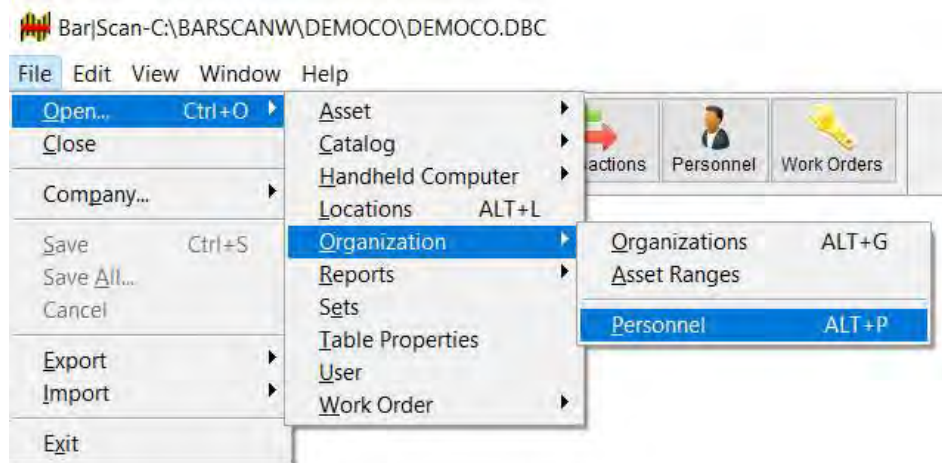 Bar|Scan-C:\BARSCANW\DEMOCO\DEMOCO.DBC
File Edit View Window Help
Open... Ctrl+O
Close
Company...
Save Ctrl+S
Save All...
Cancel
Export
Import
Exit
Asset
Catalog
Handheld Computer
Locations ALT+L
Organization
Reports
Sets
Table Properties
User
Work Order
actions
Personnel
Work Orders
Organizations ALT+G
Asset Ranges
Personnel ALT+P